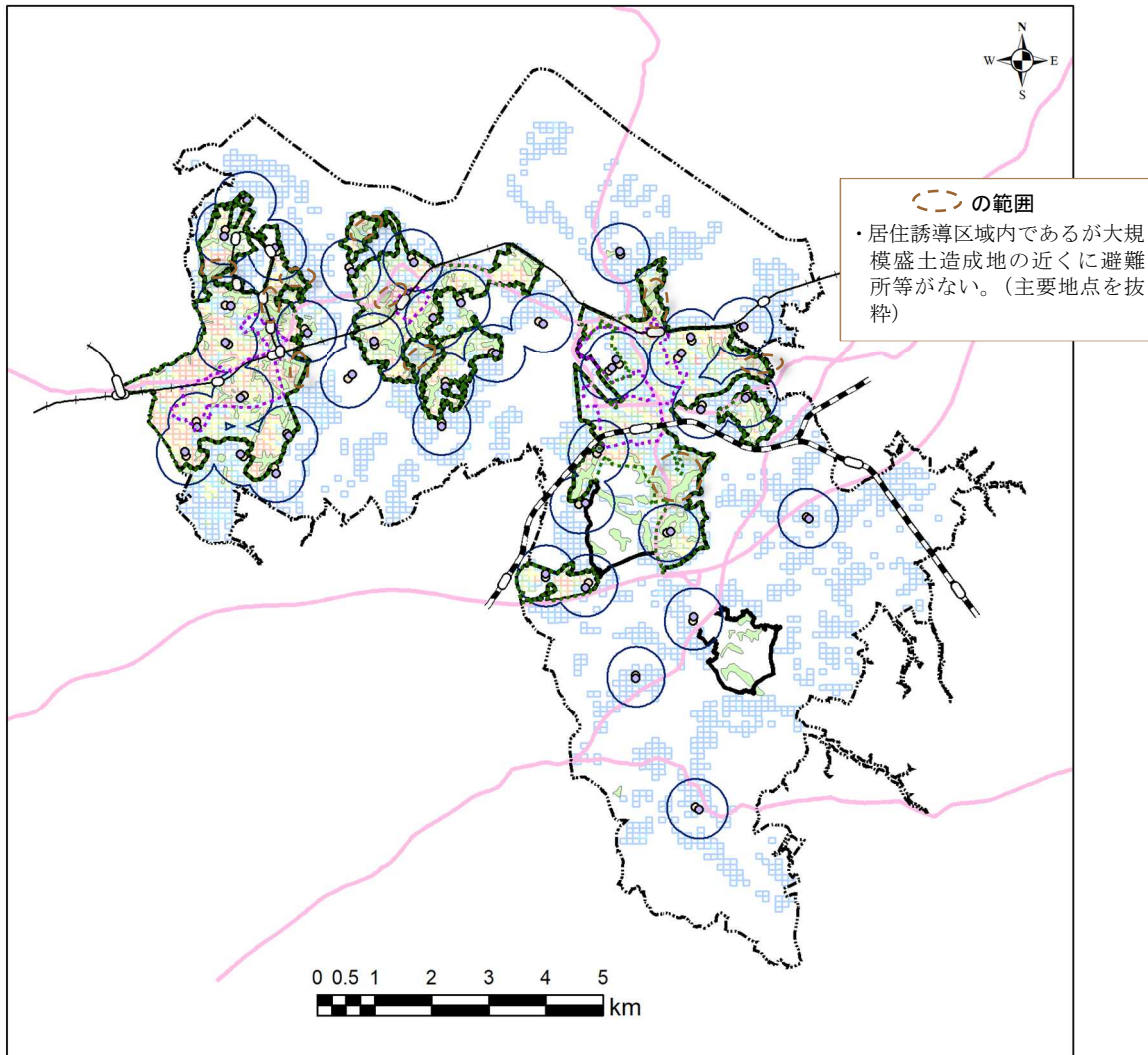 N
W E
S
の範囲
・居住誘導区域内であるが大規
模盛土造成地の近くに避難
所等がない。（主要地点を抜
粋）
0 0.5 1 2 3 4 5
km